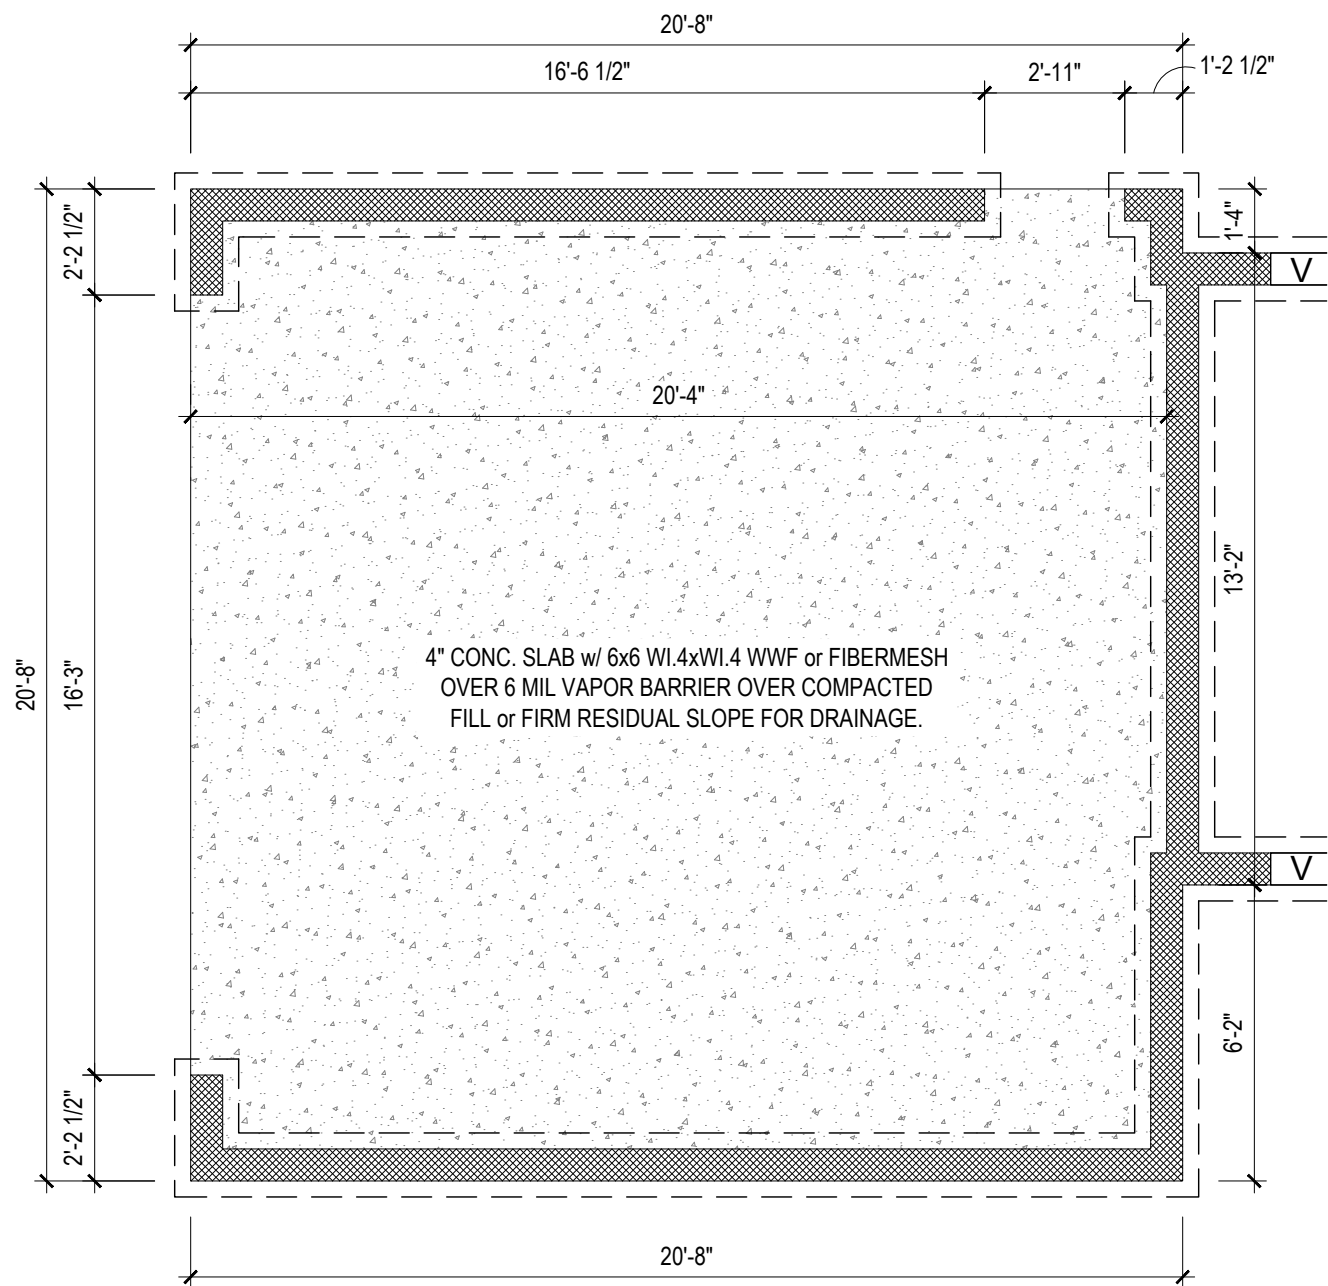 20'-8"
16'-6 1/2"
2'-11"
1'-2 1/2"
2'-2 1/2"
1'-4"
V
20'-4"
20'-8"
16'-3"
13'-2"
4" CONC. SLAB w/ 6x6 WI.4xWI.4 WWF or FIBERMESH
OVER 6 MIL VAPOR BARRIER OVER COMPACTED
FILL or FIRM RESIDUAL SLOPE FOR DRAINAGE.
V
6'-2"
2'-2 1/2"
20'-8"